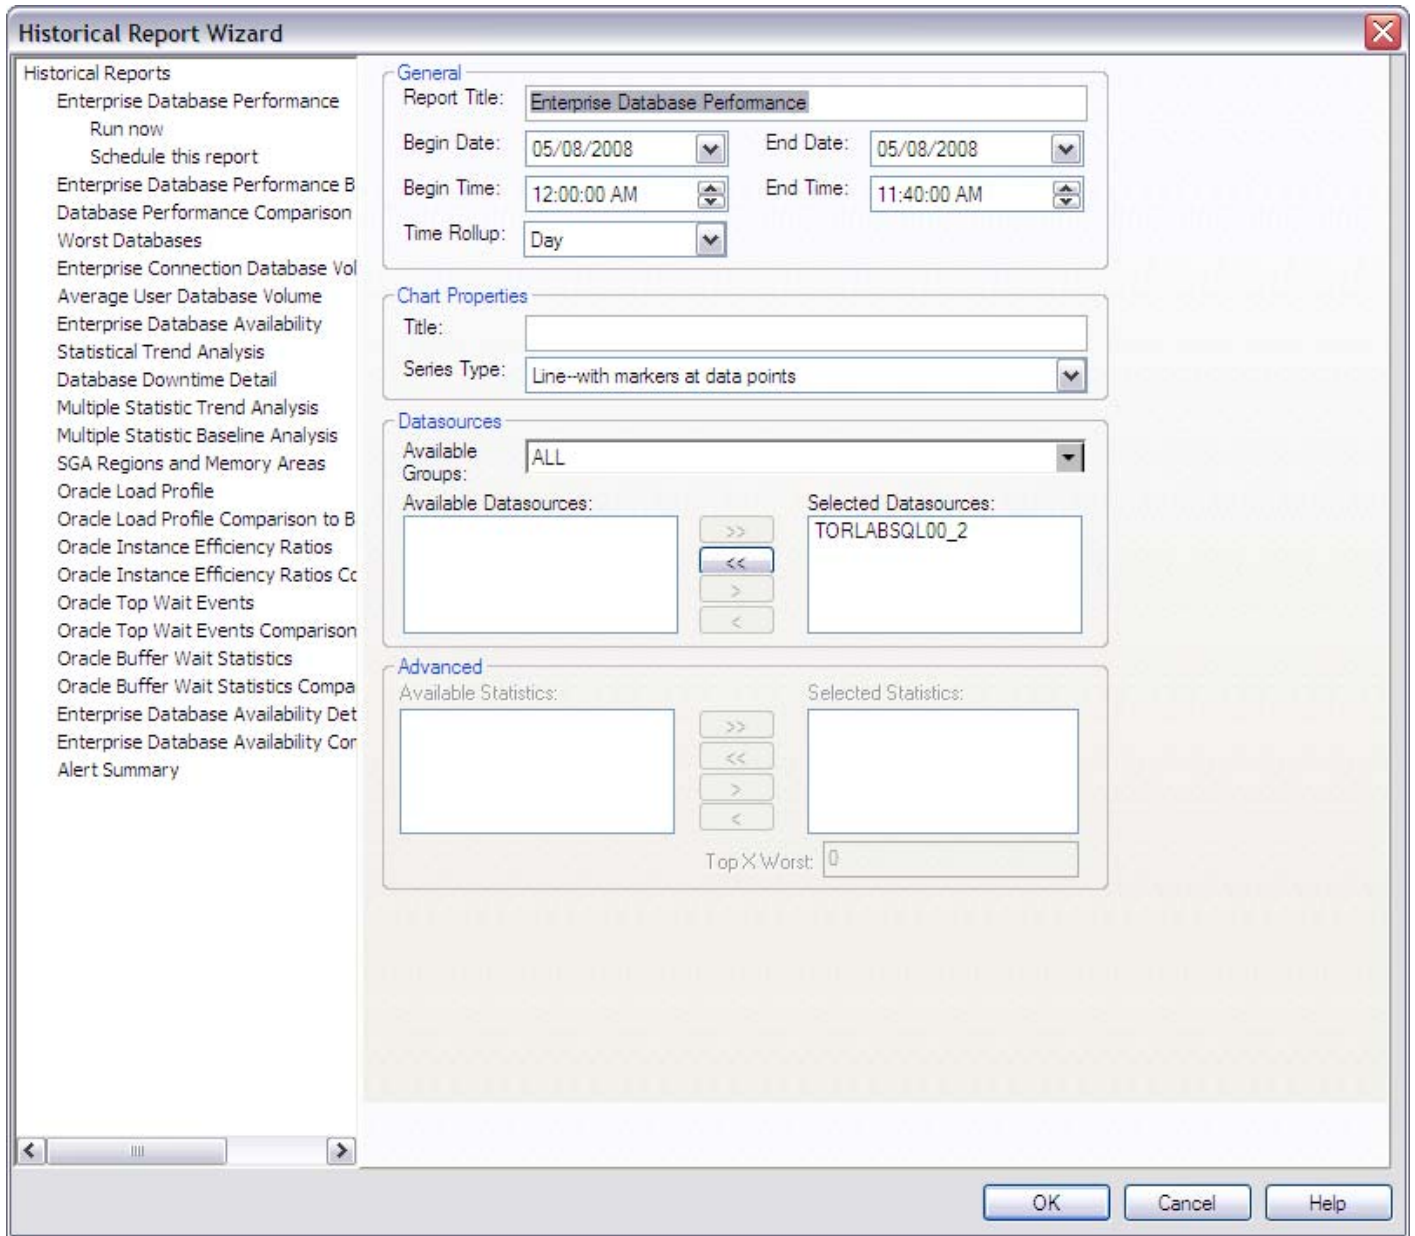 Historical Report Wizard
Historical Reports
Enterprise Database Performance
Run now
Schedule this report
Enterprise Database Performance B
Database Performance Comparison
Worst Databases
Enterprise Connection Database Vol
Average User Database Volume
Enterprise Database Availability
Statistical Trend Analysis
Database Downtime Detail
Multiple Statistic Trend Analysis
Multiple Statistic Baseline Analysis
SGA Regions and Memory Areas
Oracle Load Profile
Oracle Load Profile Comparison to B
Oracle Instance Efficiency Ratios
Oracle Instance Efficiency Ratios Co
Oracle Top Wait Events
Oracle Top Wait Events Comparison
Oracle Buffer Wait Statistics
Oracle Buffer Wait Statistics Compa
Enterprise Database Availability Det
Enterprise Database Availability Cor
Alert Summary
General
Report Title: Enterprise Database Performance
Begin Date: 05/08/2008 End Date: 05/08/2008
Begin Time: 12:00:00 AM End Time: 11:40:00 AM
Time Rollup: Day
Chart Properties
Title:
Series Type: Line--with markers at data points
Datasources
Available Groups: ALL
Available Datasources: Selected Datasources:
TORLABSQL00_2
>>
<<
>
<
Advanced
Available Statistics: Selected Statistics:
>>
<<
>
<
Top X Worst: 0
OK Cancel Help